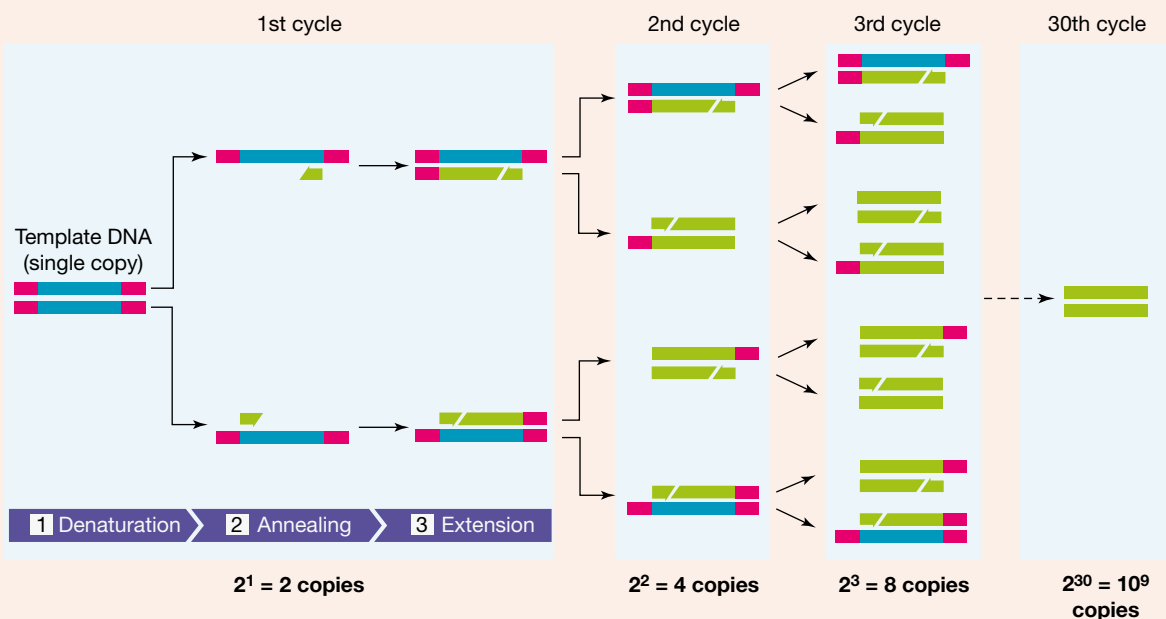 1st cycle
2nd cycle
3rd cycle
30th cycle
Template DNA
(single copy)
1 Denaturation
2 Annealing
3 Extension
2¹ = 2 copies
2² = 4 copies
2³ = 8 copies
2³⁰ = 10⁹
copies